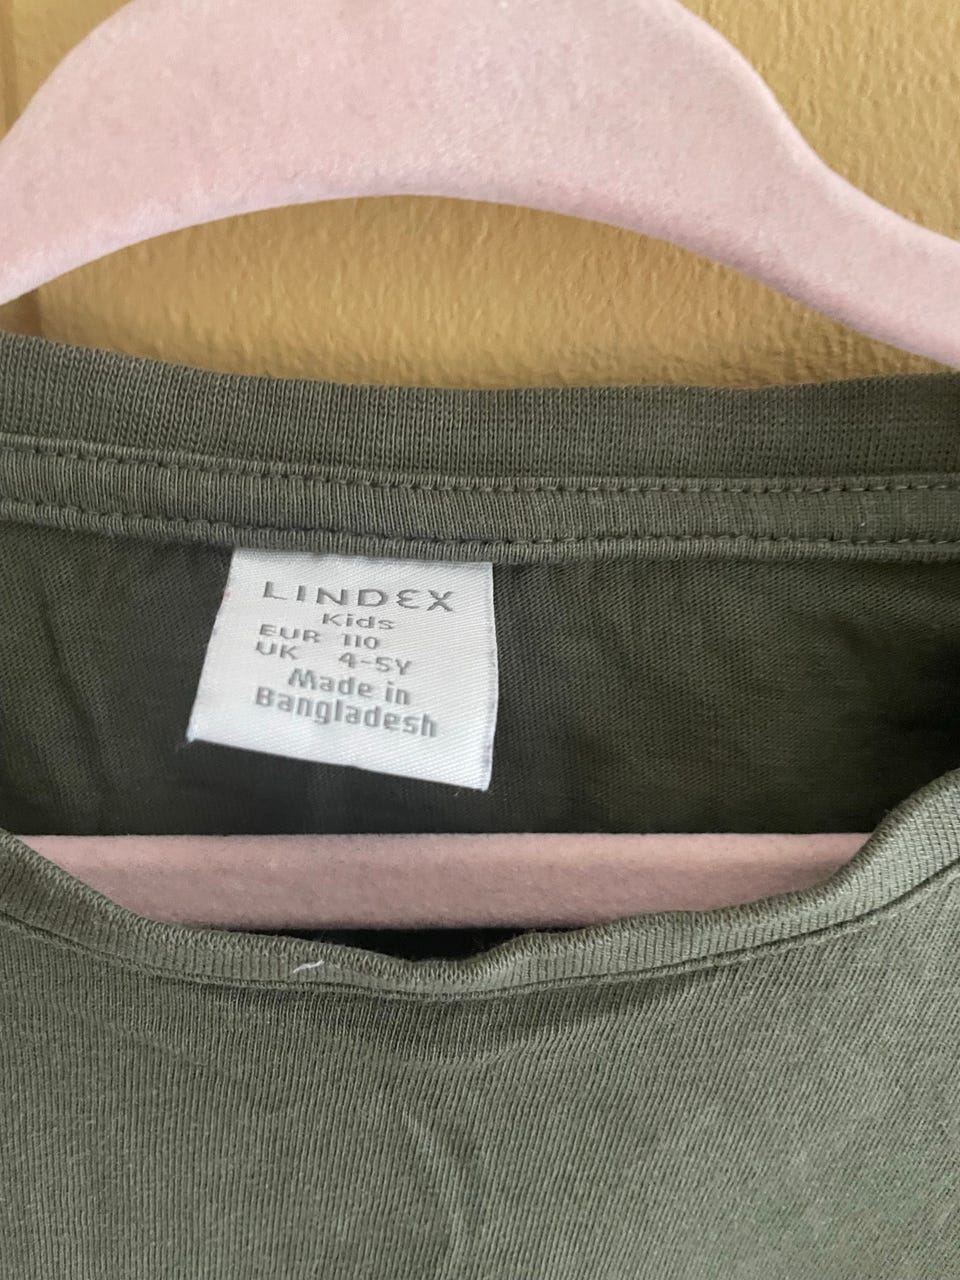 LINDEX
Kids
EUR 110
UK 4-5Y
Made in
Bangladesh